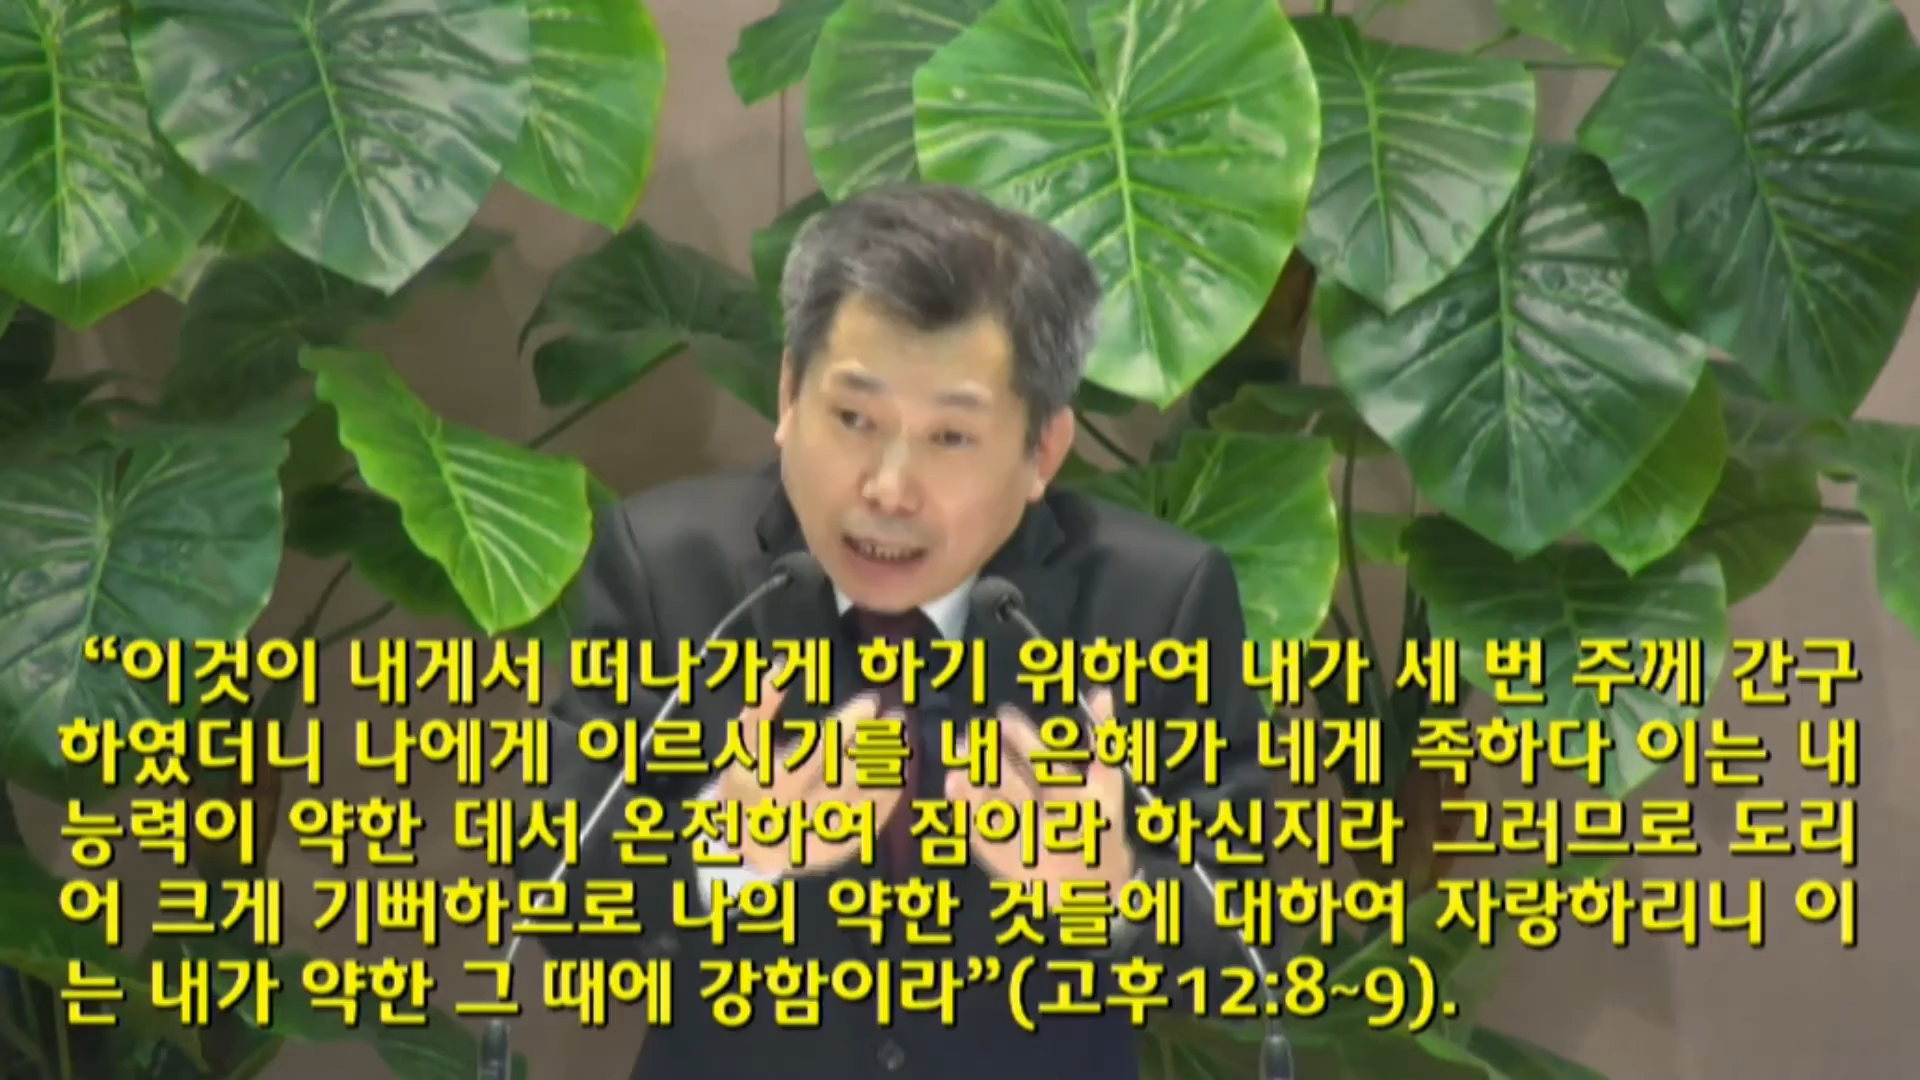 “이것이 내게서 떠나가게 하기 위하여 내가 세 번 주께 간구
하였더니 나에게 이르시기를 내 은혜가 네게 족하다 이는 내
능력이 약한 데서 온전하여 짐이라 하신지라 그러므로 도리
어 크게 기뻐하므로 나의 약한 것들에 대하여 자랑하리니 이
는 내가 약한 그 때에 강함이라”(고후12:8~9).